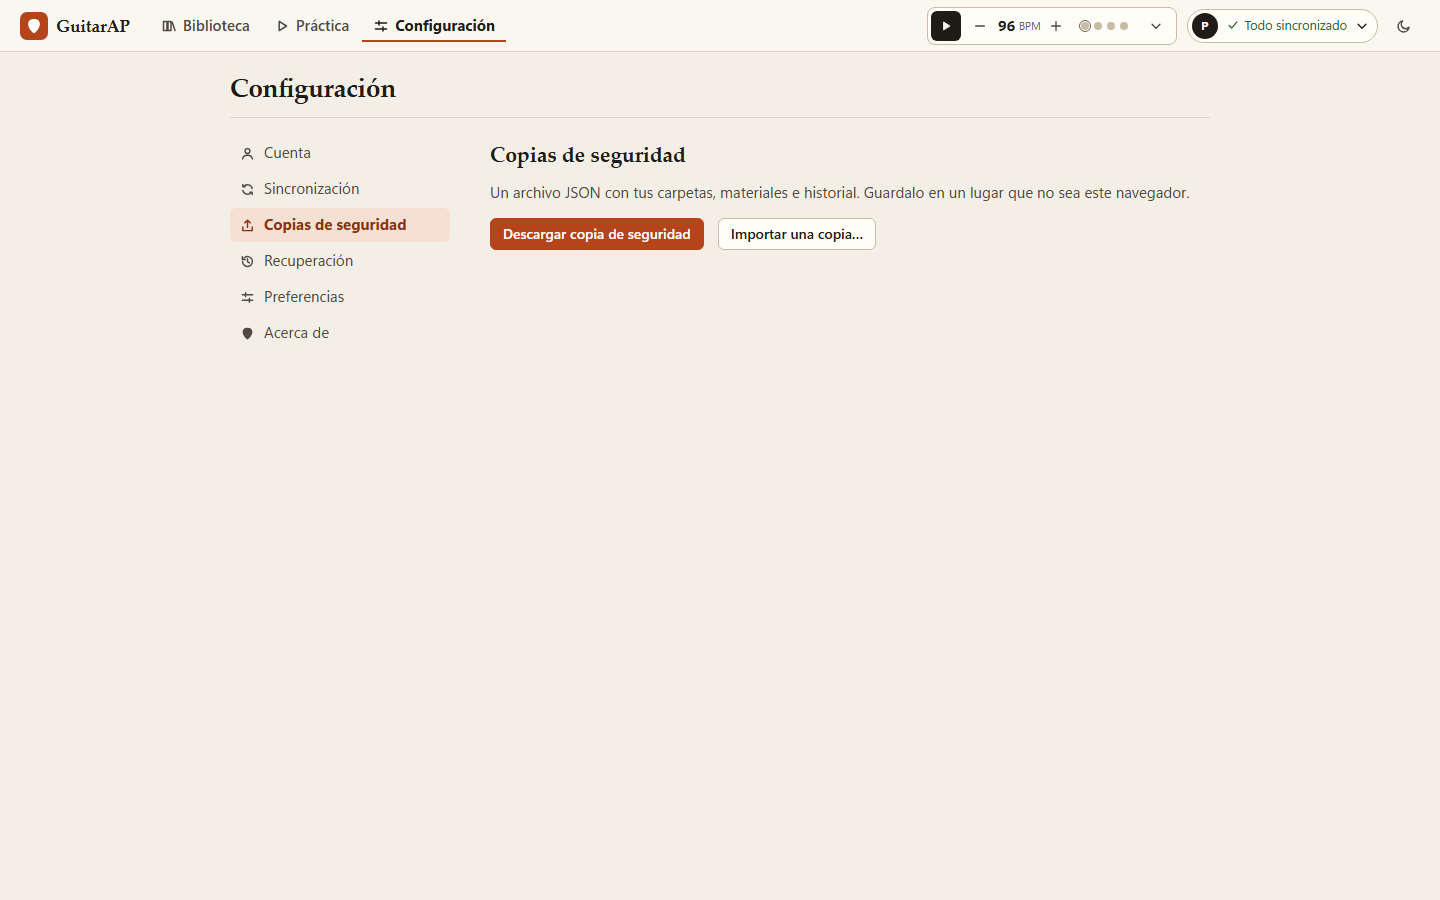 GuitarAP
Biblioteca
Práctica
Configuración
96 BPM
P
Todo sincronizado
Configuración
Cuenta
Sincronización
Copias de seguridad
Recuperación
Preferencias
Acerca de
Copias de seguridad
Un archivo JSON con tus carpetas, materiales e historial. Guardalo en un lugar que no sea este navegador.
Descargar copia de seguridad
Importar una copia...